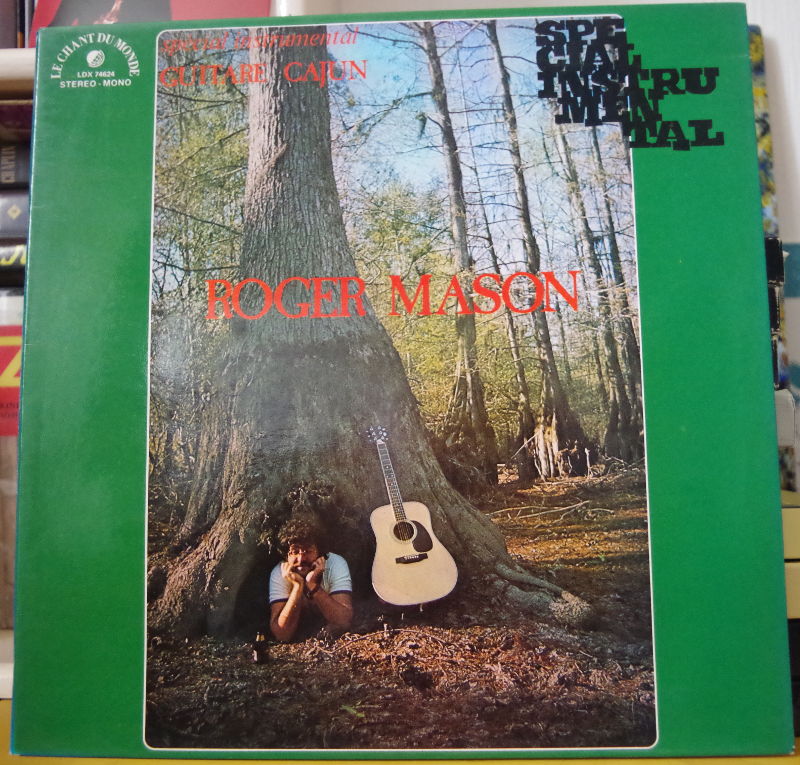 LE CHANT DU MONDE
LDX 74624
STEREO - MONO
special instrumental
GUITARE CAJUN
SPE
CIAL
INSTRU
MEN
TAL
ROGER MASON